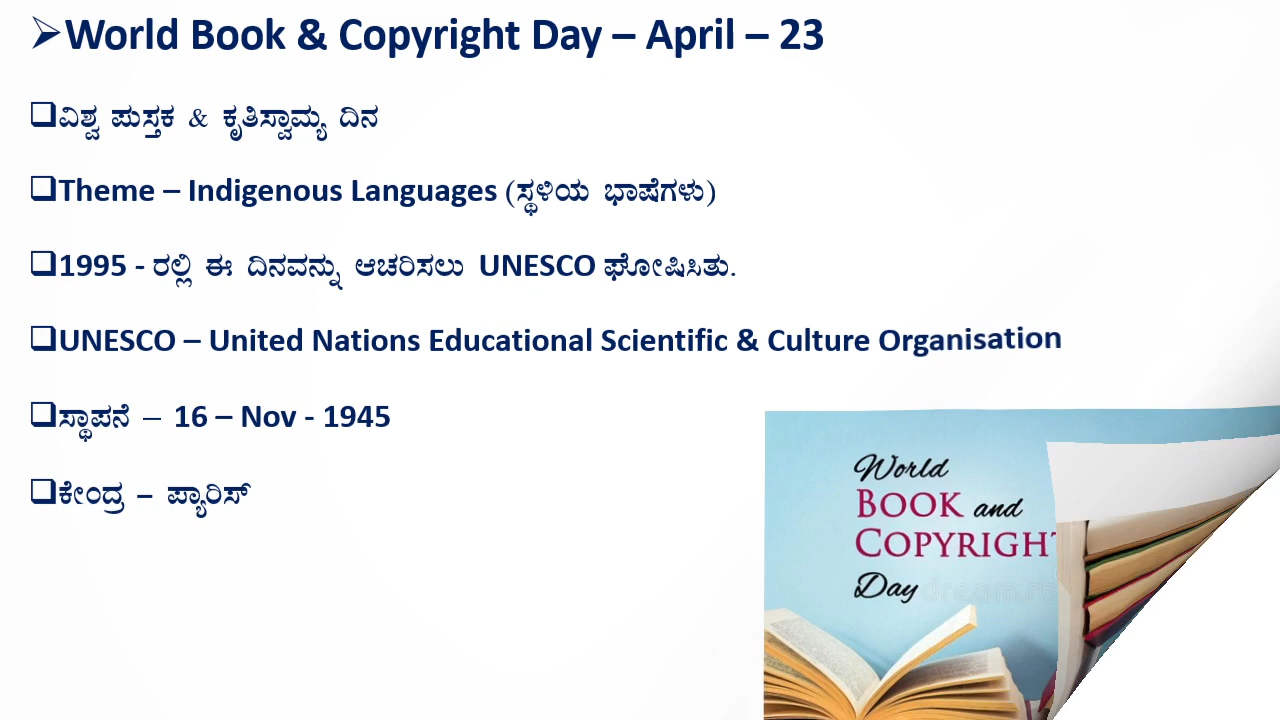 World Book & Copyright Day – April – 23
ವಿಶ್ವ ಪುಸ್ತಕ & ಕೃತಿಸ್ವಾಮ್ಯ ದಿನ
Theme – Indigenous Languages (ಸ್ಥಳಿಯ ಭಾಷೆಗಳು)
1995 - ರಲ್ಲಿ ಈ ದಿನವನ್ನು ಆಚರಿಸಲು UNESCO ಘೋಷಿಸಿತು.
UNESCO – United Nations Educational Scientific & Culture Organisation
ಸ್ಥಾಪನೆ – 16 – Nov - 1945
ಕೇಂದ್ರ – ಪ್ಯಾರಿಸ್
World
BOOK and
COPYRIGHT
Day